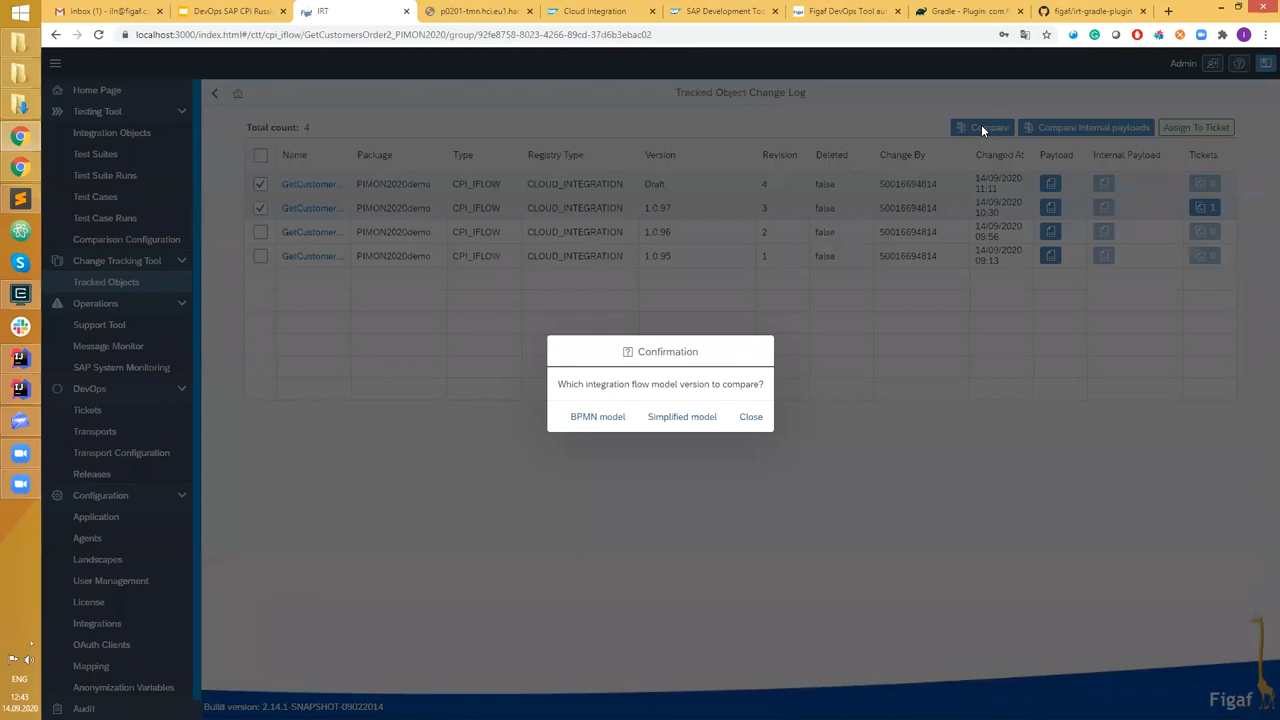 Inbox (1) - iln@figaf.co
DevOps SAP CPI Russi
Figaf IRT
p0201-tmn.hci.eu1.ha
Cloud Integration
SAP Development To
Figaf DevOps Tool aut
Gradle - Plugin: com.f
figaf/irt-gradle-plugin
localhost:3000/index.html#/ctt/cpi_iflow/GetCustomersOrder2_PIMON2020/group/92fe8758-8023-4266-89cd-37d6b3ebac02
Admin
Home Page
Testing Tool
Integration Objects
Test Suites
Test Suite Runs
Test Cases
Test Case Runs
Comparison Configuration
Change Tracking Tool
Tracked Objects
Operations
Support Tool
Message Monitor
SAP System Monitoring
DevOps
Tickets
Transports
Transport Configuration
Releases
Configuration
Application
Agents
Landscapes
User Management
License
Integrations
OAuth Clients
Mapping
Anonymization Variables
Audit
Tracked Object Change Log
Total count: 4
Compare Compare Internal payloads Assign To Ticket
Name Package Type Registry Type Version Revision Deleted Change By Changed At Payload Internal Payload Tickets
GetCustomer... PIMON2020demo CPI_IFLOW CLOUD_INTEGRATION Draft 4 false S0016694814 14/09/2020 11:11 0
GetCustomer... PIMON2020demo CPI_IFLOW CLOUD_INTEGRATION 1.0.97 3 false S0016694814 14/09/2020 10:30 1
GetCustomer... PIMON2020demo CPI_IFLOW CLOUD_INTEGRATION 1.0.96 2 false S0016694814 14/09/2020 09:56 0
GetCustomer... PIMON2020demo CPI_IFLOW CLOUD_INTEGRATION 1.0.95 1 false S0016694814 14/09/2020 09:13 0
Confirmation
Which integration flow model version to compare?
BPMN model Simplified model Close
Build version: 2.14.1-SNAPSHOT-09022014
Figaf
ENG
12:43
14.09.2020